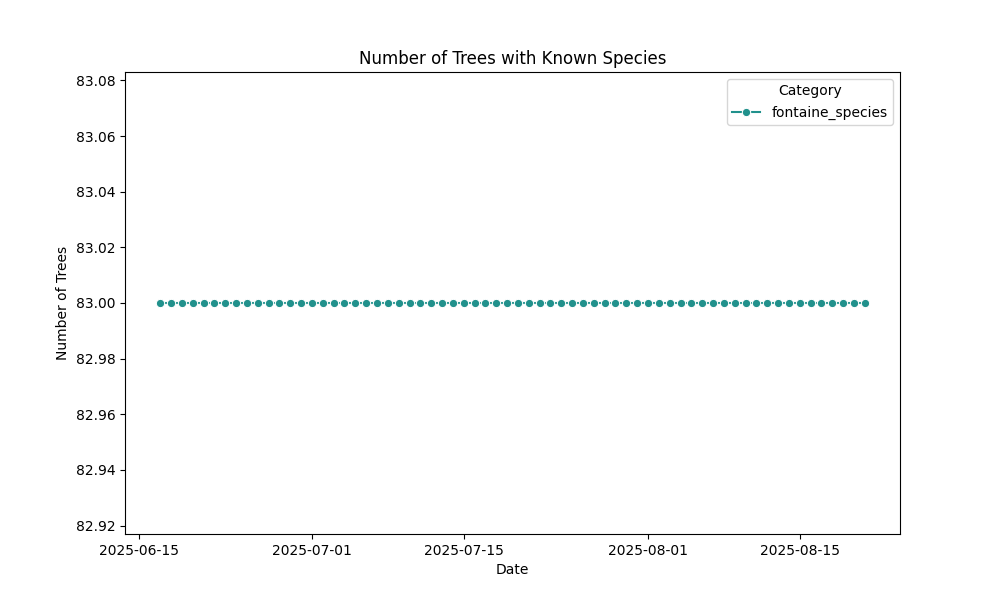 Number of Trees with Known Species
Category
fontaine_species
83.08
83.06
83.04
83.02
83.00
82.98
82.96
82.94
82.92
Number of Trees
2025-06-15
2025-07-01
2025-07-15
2025-08-01
2025-08-15
Date